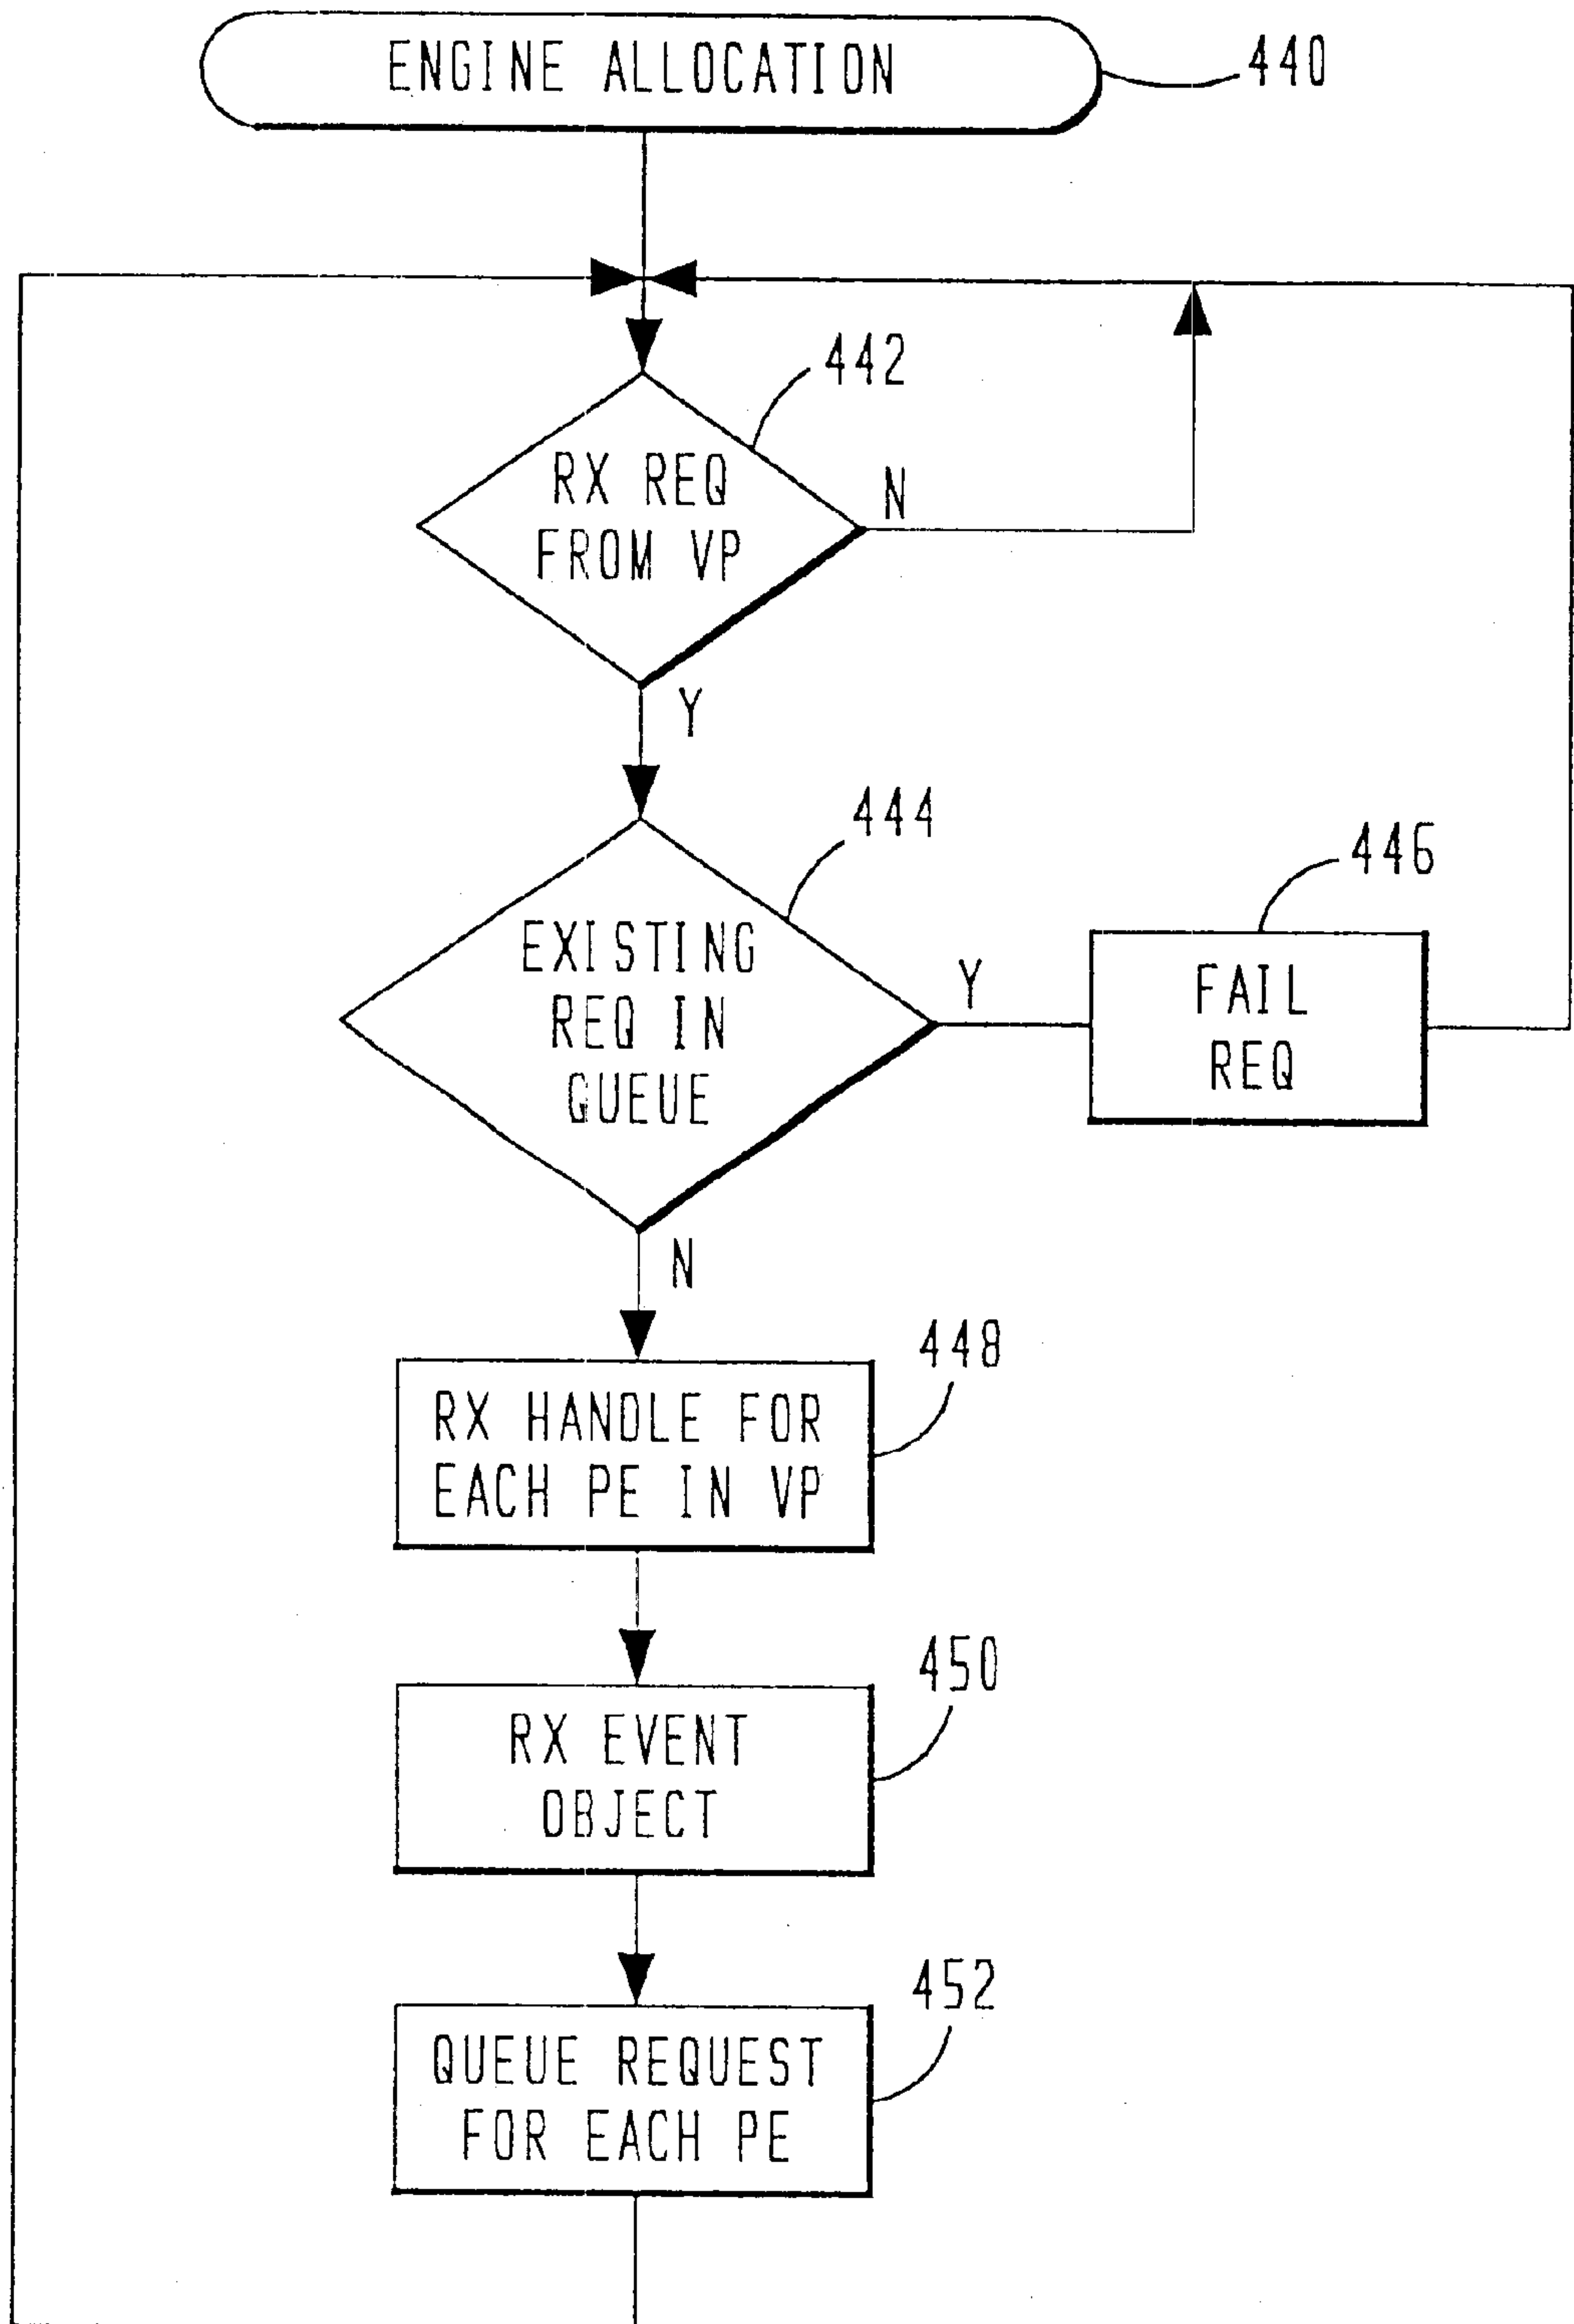 ENGINE ALLOCATION
440
442
RX REQ
FROM VP
N
Y
444
EXISTING
REQ IN
QUEUE
Y
446
FAIL
REQ
N
448
RX HANDLE FOR
EACH PE IN VP
450
RX EVENT
OBJECT
452
QUEUE REQUEST
FOR EACH PE